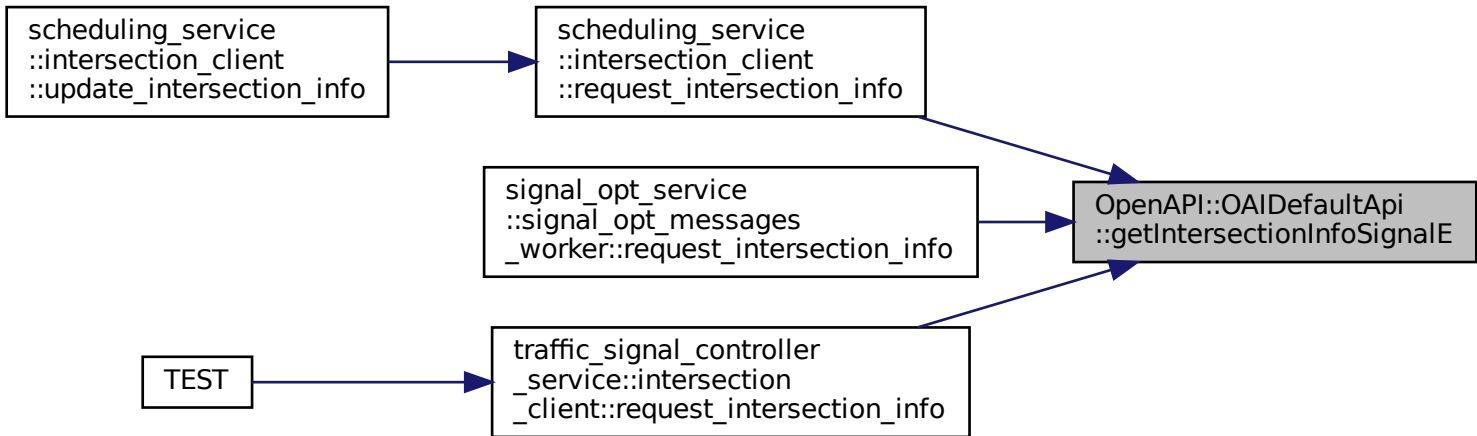 scheduling_service
::intersection_client
::update_intersection_info
scheduling_service
::intersection_client
::request_intersection_info
signal_opt_service
::signal_opt_messages
_worker::request_intersection_info
OpenAPI::OAIDefaultApi
::getIntersectionInfoSignalE
traffic_signal_controller
_service::intersection
_client::request_intersection_info
TEST